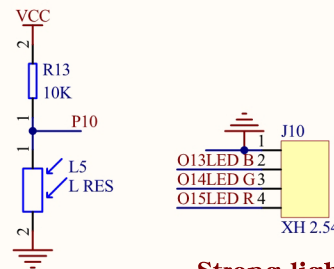 VCC
2
R13
10K
1
P10
1
L5
L RES
2
J10
1
O13LED B 2
O14LED G 3
O15LED R 4
XH 2.54
Strong ligh